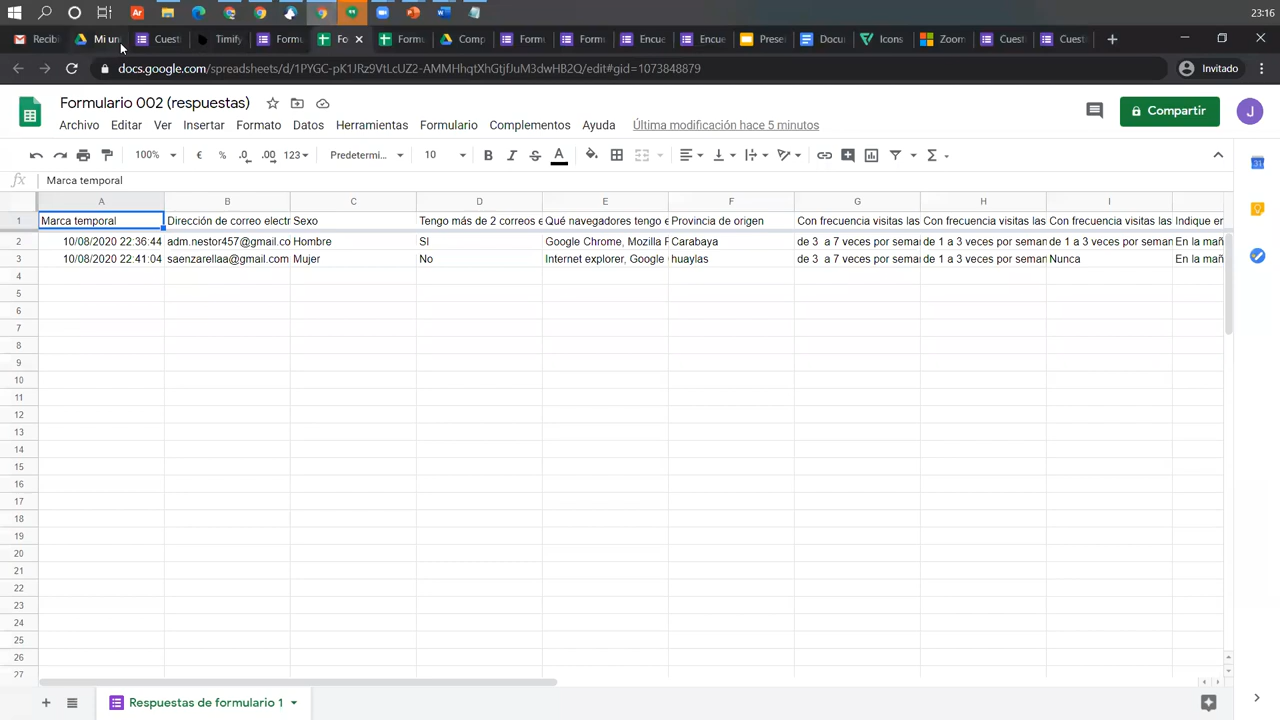 23:16
Recibi
Mi un
Cuest
Timify
Formu
Fo
Formu
Comp
Formu
Formu
Encue
Encue
Prese
Docu
Icons
Zoom
Cuest
Cuest
docs.google.com/spreadsheets/d/1PYGC-pK1JRz9VtLcUZ2-AMMHhqtXhGtjfJuM3dwHB2Q/edit#gid=1073848879
Invitado
Formulario 002 (respuestas)
Archivo Editar Ver Insertar Formato Datos Herramientas Formulario Complementos Ayuda Última modificación hace 5 minutos
Compartir
J
100% € % .0 .00 123 Predetermi... 10 B I S A Σ
fx Marca temporal
A B C D E F G H I
1 Marca temporal Dirección de correo electr Sexo Tengo más de 2 correos e Qué navegadores tengo e Provincia de origen Con frecuencia visitas las Con frecuencia visitas las Con frecuencia visitas las Indique en
2 10/08/2020 22:36:44 adm.nestor457@gmail.co Hombre SI Google Chrome, Mozilla F Carabaya de 3 a 7 veces por seman de 1 a 3 veces por seman de 1 a 3 veces por seman En la mañ
3 10/08/2020 22:41:04 saenzarellaa@gmail.com Mujer No Internet explorer, Google huaylas de 3 a 7 veces por seman de 1 a 3 veces por seman Nunca En la mañ
4
5
6
7
8
9
10
11
12
13
14
15
16
17
18
19
20
21
22
23
24
25
26
27
Respuestas de formulario 1